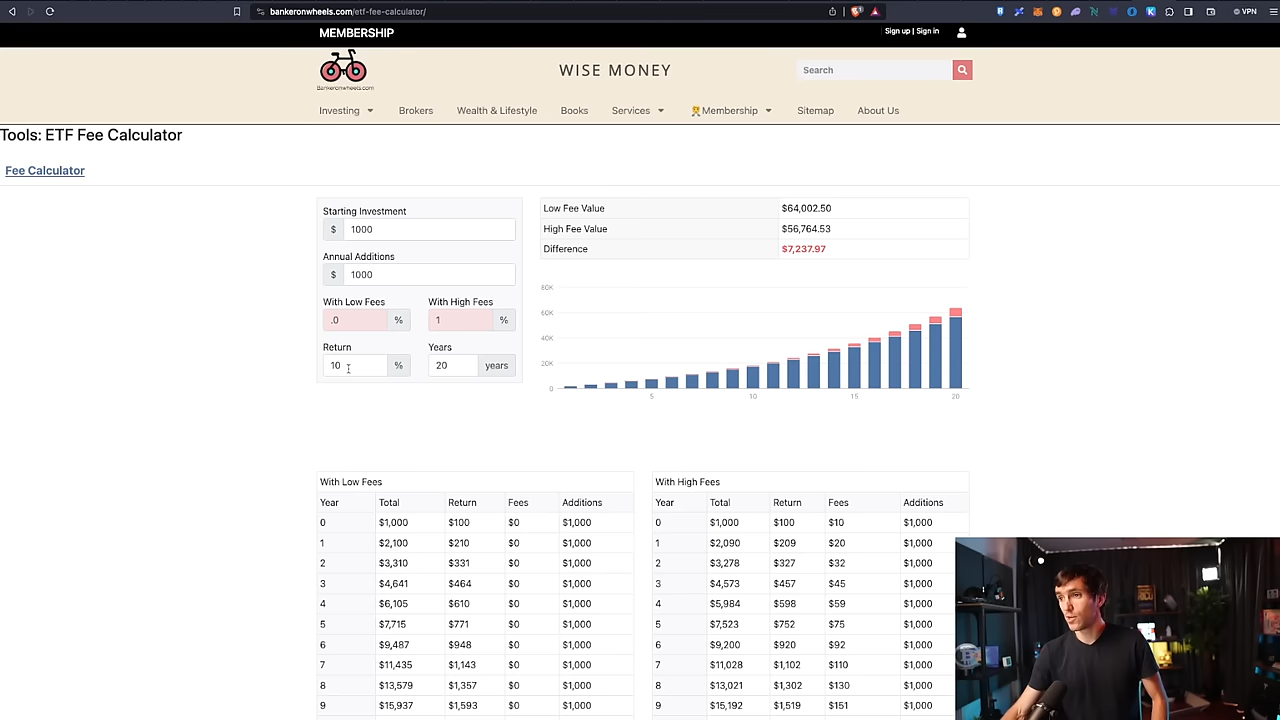 bankeronwheels.com/etf-fee-calculator/
VPN
MEMBERSHIP
Sign up | Sign in
Bankeronwheels.com
WISE MONEY
Search
Investing Brokers Wealth & Lifestyle Books Services Membership Sitemap About Us
Tools: ETF Fee Calculator
Fee Calculator
Starting Investment
$ 1000
Annual Additions
$ 1000
With Low Fees With High Fees
.0 % 1 %
Return Years
10 % 20 years
Low Fee Value $64,002.50
High Fee Value $56,764.53
Difference $7,237.97
80K
60K
40K
20K
0
5 10 15 20
With Low Fees
Year Total Return Fees Additions
0 $1,000 $100 $0 $1,000
1 $2,100 $210 $0 $1,000
2 $3,310 $331 $0 $1,000
3 $4,641 $464 $0 $1,000
4 $6,105 $610 $0 $1,000
5 $7,715 $771 $0 $1,000
6 $9,487 $948 $0 $1,000
7 $11,435 $1,143 $0 $1,000
8 $13,579 $1,357 $0 $1,000
9 $15,937 $1,593 $0 $1,000
With High Fees
Year Total Return Fees Additions
0 $1,000 $100 $10 $1,000
1 $2,090 $209 $20 $1,000
2 $3,278 $327 $32 $1,000
3 $4,573 $457 $45 $1,000
4 $5,984 $598 $59 $1,000
5 $7,523 $752 $75 $1,000
6 $9,200 $920 $92 $1,000
7 $11,028 $1,102 $110 $1,000
8 $13,021 $1,302 $130 $1,000
9 $15,192 $1,519 $151 $1,000